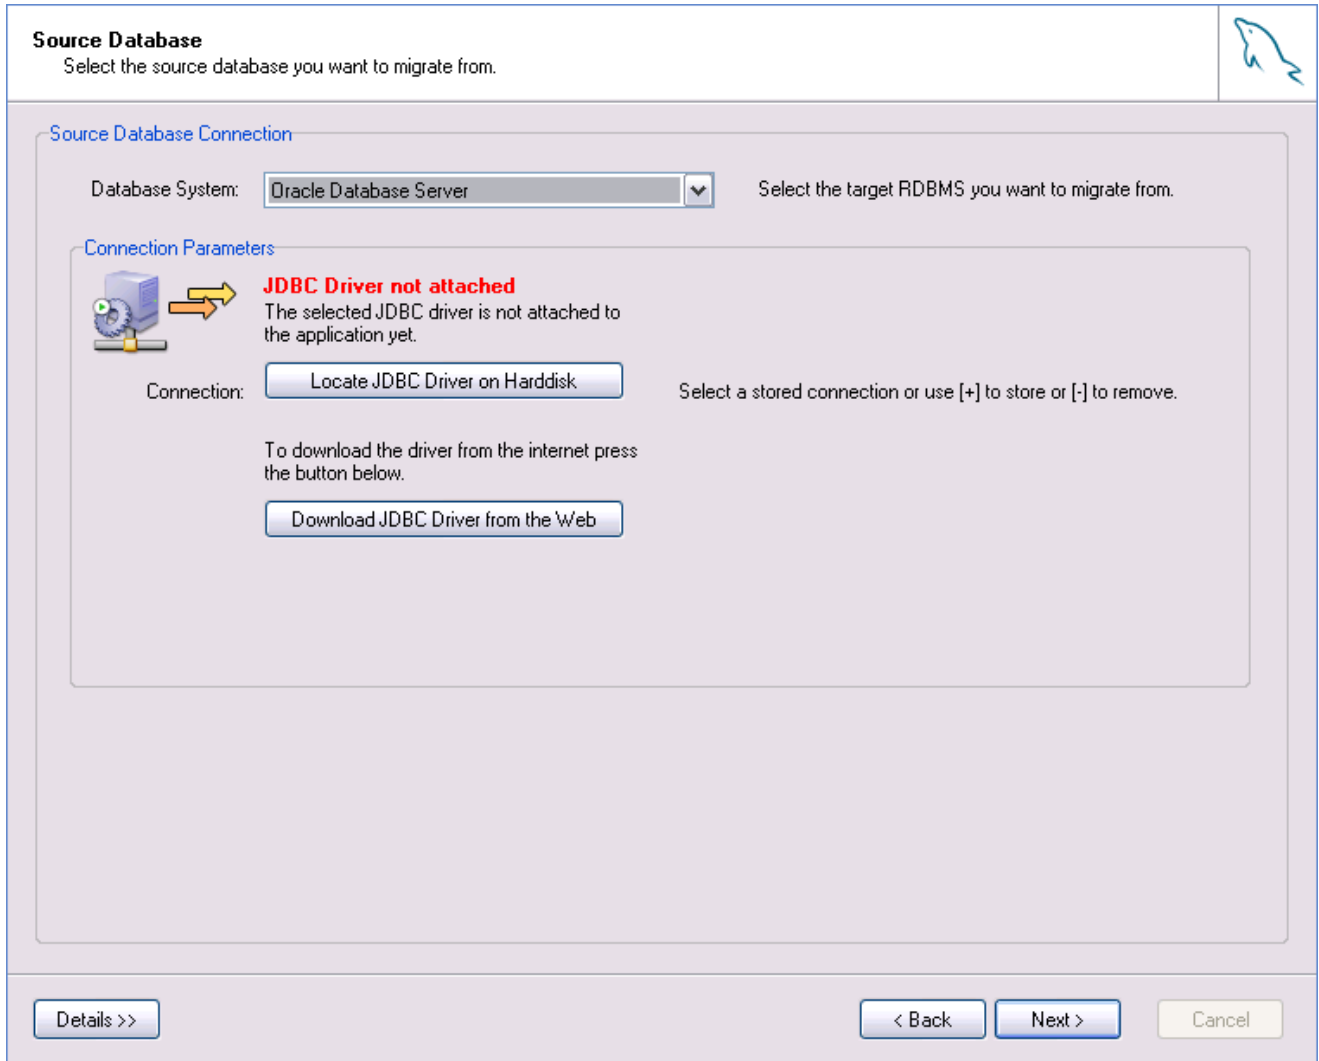 Source Database
Select the source database you want to migrate from.
Source Database Connection
Database System:
Oracle Database Server
Select the target RDBMS you want to migrate from.
Connection Parameters
JDBC Driver not attached
The selected JDBC driver is not attached to
the application yet.
Connection:
Locate JDBC Driver on Harddisk
Select a stored connection or use [+] to store or [-] to remove.
To download the driver from the internet press
the button below.
Download JDBC Driver from the Web
Details >>
< Back
Next >
Cancel